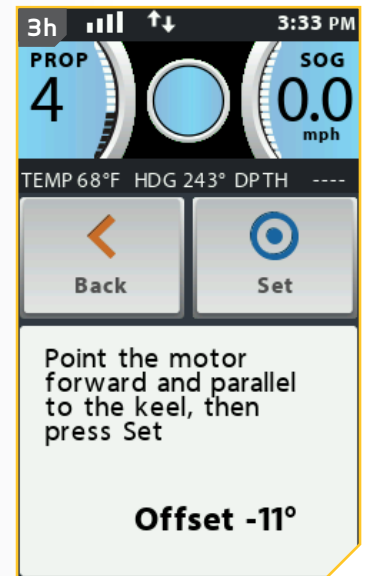 3h 3:33 PM
PROP SOG
4 0.0
mph
TEMP 68°F HDG 243° DPTH ----
Back Set
Point the motor
forward and parallel
to the keel, then
press Set
Offset -11°